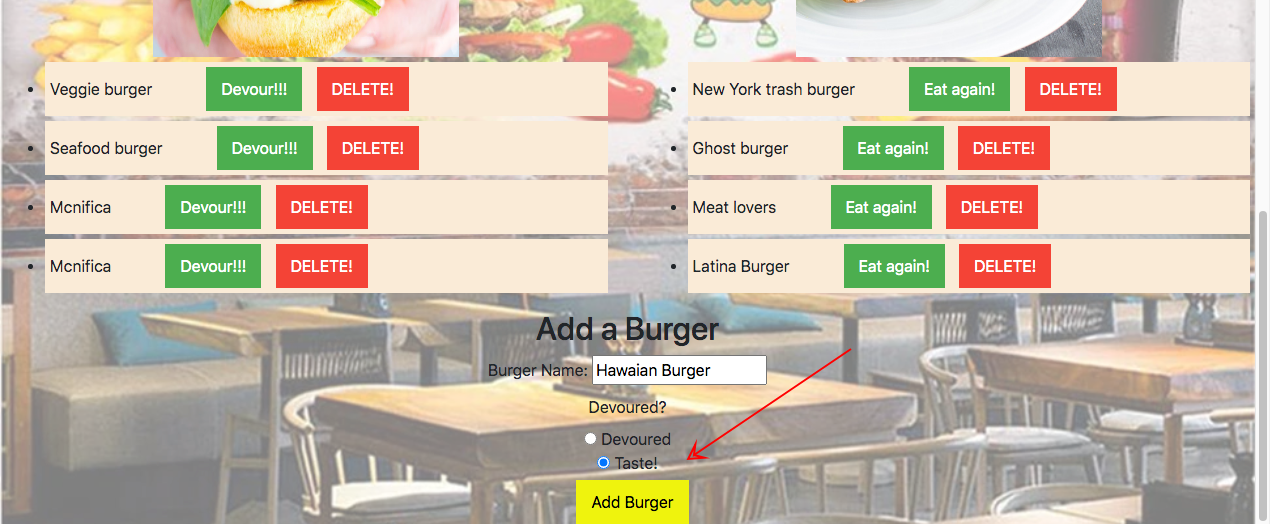 Veggie burger Devour!!! DELETE!
Seafood burger Devour!!! DELETE!
Mcnifica Devour!!! DELETE!
Mcnifica Devour!!! DELETE!
New York trash burger Eat again! DELETE!
Ghost burger Eat again! DELETE!
Meat lovers Eat again! DELETE!
Latina Burger Eat again! DELETE!
Add a Burger
Burger Name: Hawaian Burger
Devoured?
Devoured
Taste!
Add Burger